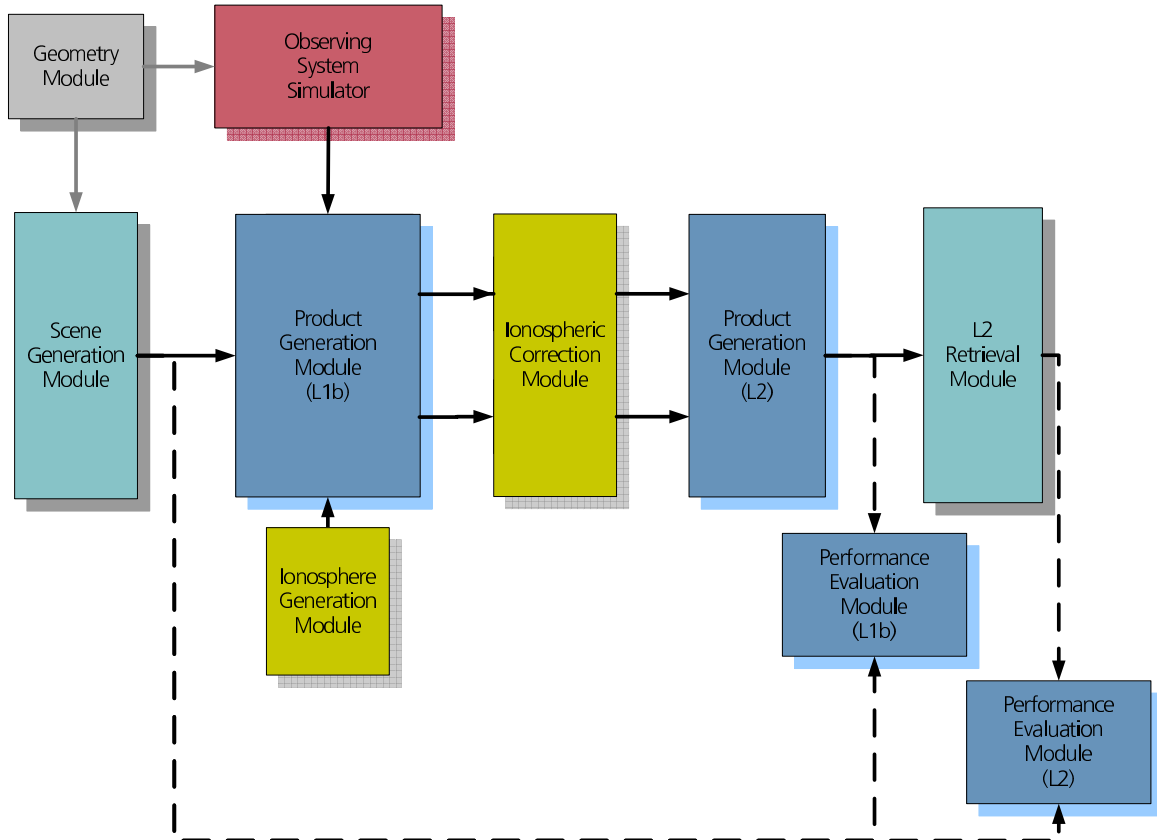 Geometry
Module
Observing
System
Simulator
Scene
Generation
Module
Product
Generation
Module
(L1b)
Ionospheric
Correction
Module
Product
Generation
Module
(L2)
L2
Retrieval
Module
Ionosphere
Generation
Module
Performance
Evaluation
Module
(L1b)
Performance
Evaluation
Module
(L2)